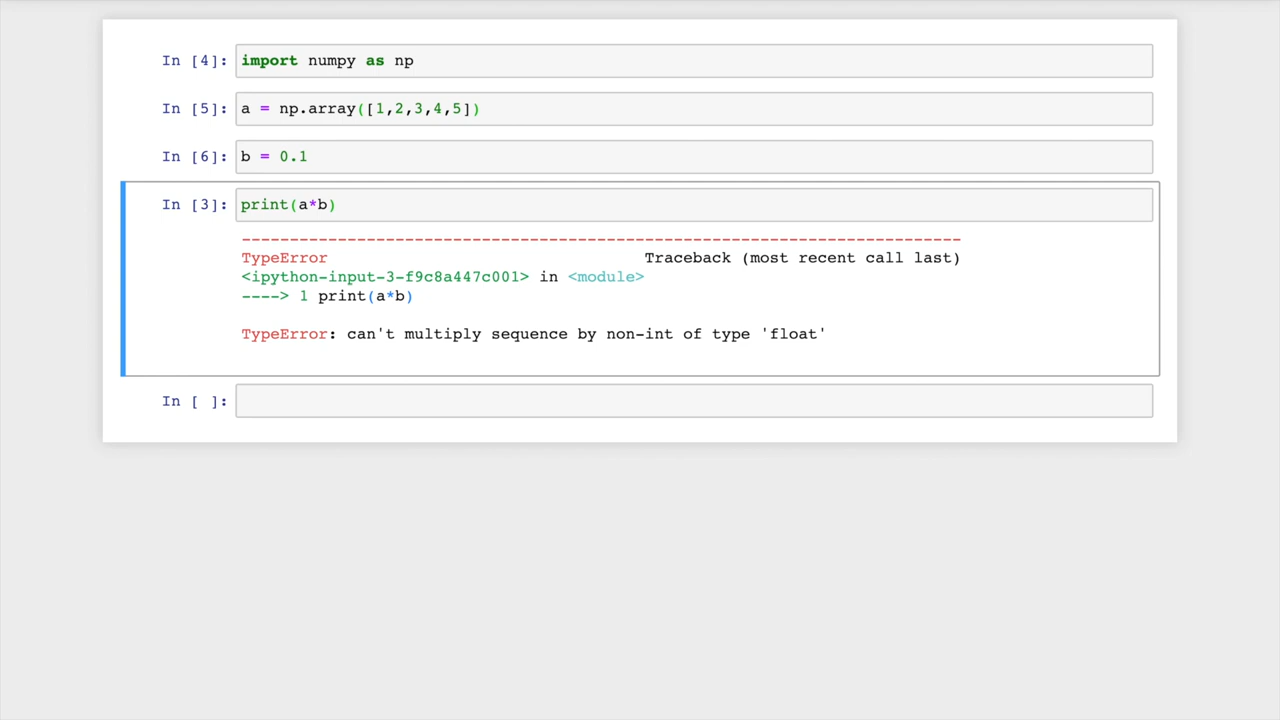 In [4]: import numpy as np
In [5]: a = np.array([1,2,3,4,5])
In [6]: b = 0.1
In [3]: print(a*b)
---------------------------------------------------------------------------
TypeError                                 Traceback (most recent call last)
<ipython-input-3-f9c8a447c001> in <module>
----> 1 print(a*b)
TypeError: can't multiply sequence by non-int of type 'float'
In [ ]: